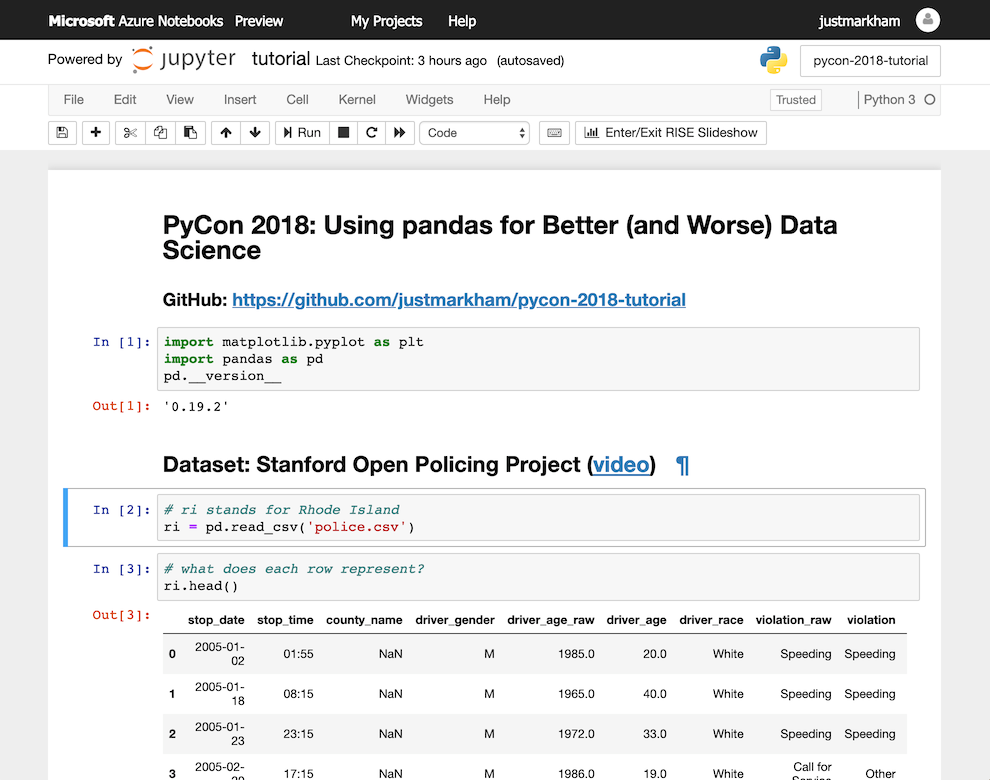 Microsoft Azure Notebooks Preview My Projects Help justmarkham
Powered by jupyter tutorial Last Checkpoint: 3 hours ago (autosaved) pycon-2018-tutorial
File Edit View Insert Cell Kernel Widgets Help Trusted Python 3
Run Code Enter/Exit RISE Slideshow
PyCon 2018: Using pandas for Better (and Worse) Data
Science
GitHub: https://github.com/justmarkham/pycon-2018-tutorial
In [1]: import matplotlib.pyplot as plt
import pandas as pd
pd.__version__
Out[1]: '0.19.2'
Dataset: Stanford Open Policing Project (video) ¶
In [2]: # ri stands for Rhode Island
ri = pd.read_csv('police.csv')
In [3]: # what does each row represent?
ri.head()
Out[3]:
stop_date stop_time county_name driver_gender driver_age_raw driver_age driver_race violation_raw violation
0 2005-01-02 01:55 NaN M 1985.0 20.0 White Speeding Speeding
1 2005-01-18 08:15 NaN M 1965.0 40.0 White Speeding Speeding
2 2005-01-23 23:15 NaN M 1972.0 33.0 White Speeding Speeding
3 2005-02- 17:15 NaN M 1986.0 19.0 White Call for Other